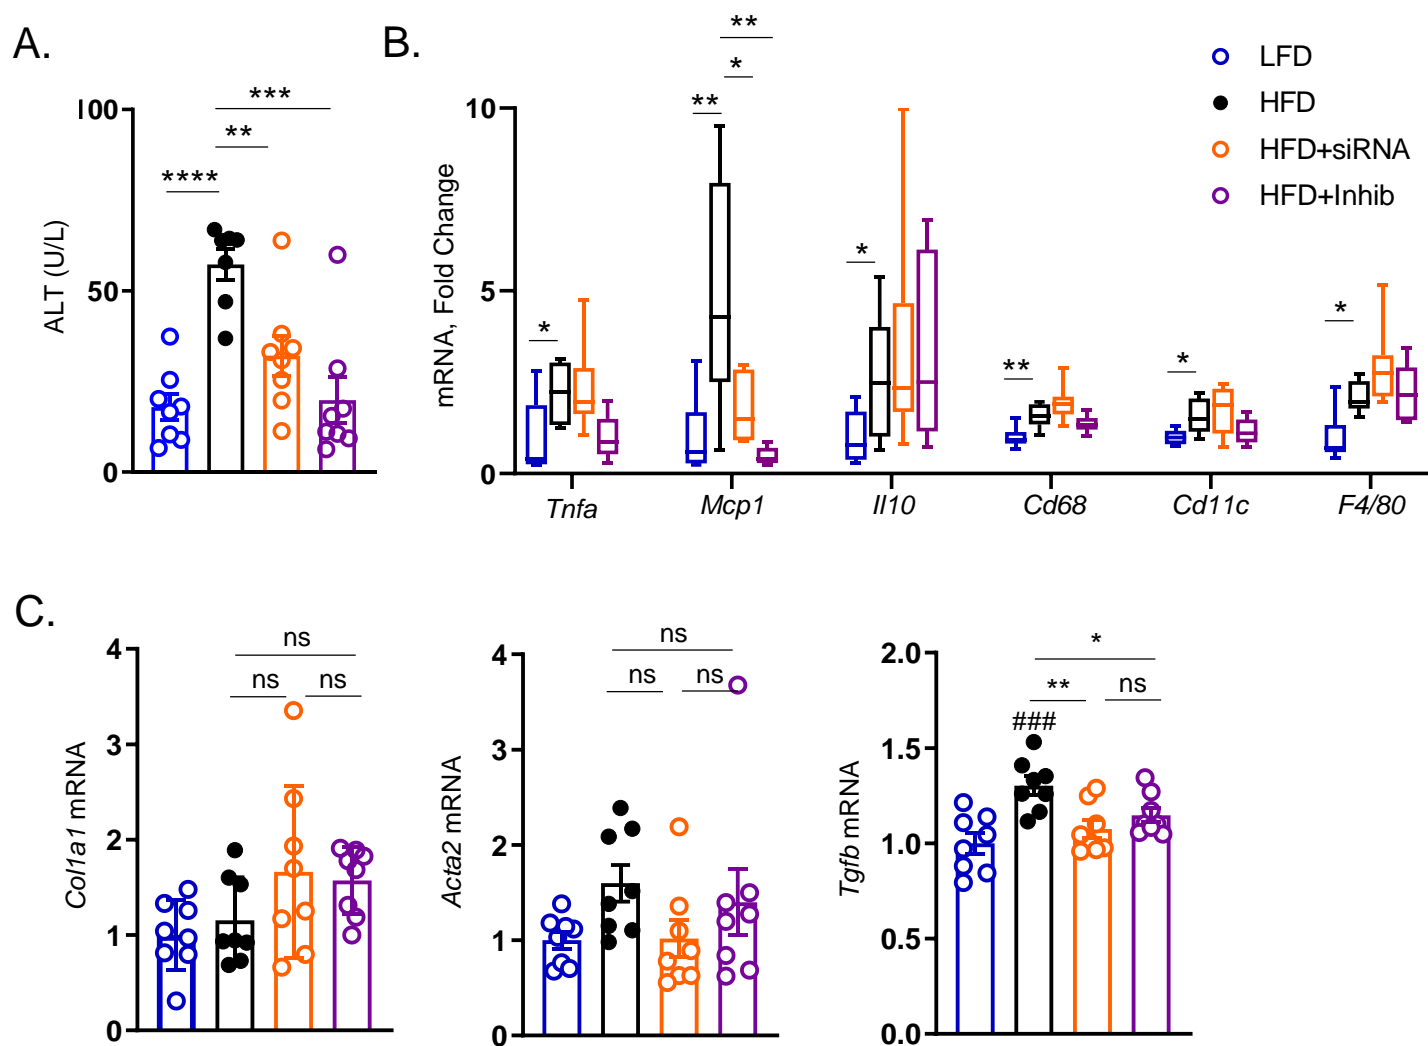 A.
B.
LFD
HFD
HFD+siRNA
HFD+Inhib
ALT (U/L)
100
50
0
****
**
***
mRNA, Fold Change
10
5
0
*
**
*
**
*
**
*
*
Tnfa
Mcp1
Il10
Cd68
Cd11c
F4/80
C.
Col1a1 mRNA
4
3
2
1
0
ns
ns
ns
Acta2 mRNA
4
3
2
1
0
ns
ns
ns
Tgfb mRNA
2.0
1.5
1.0
0.5
0.0
*
**
ns
###